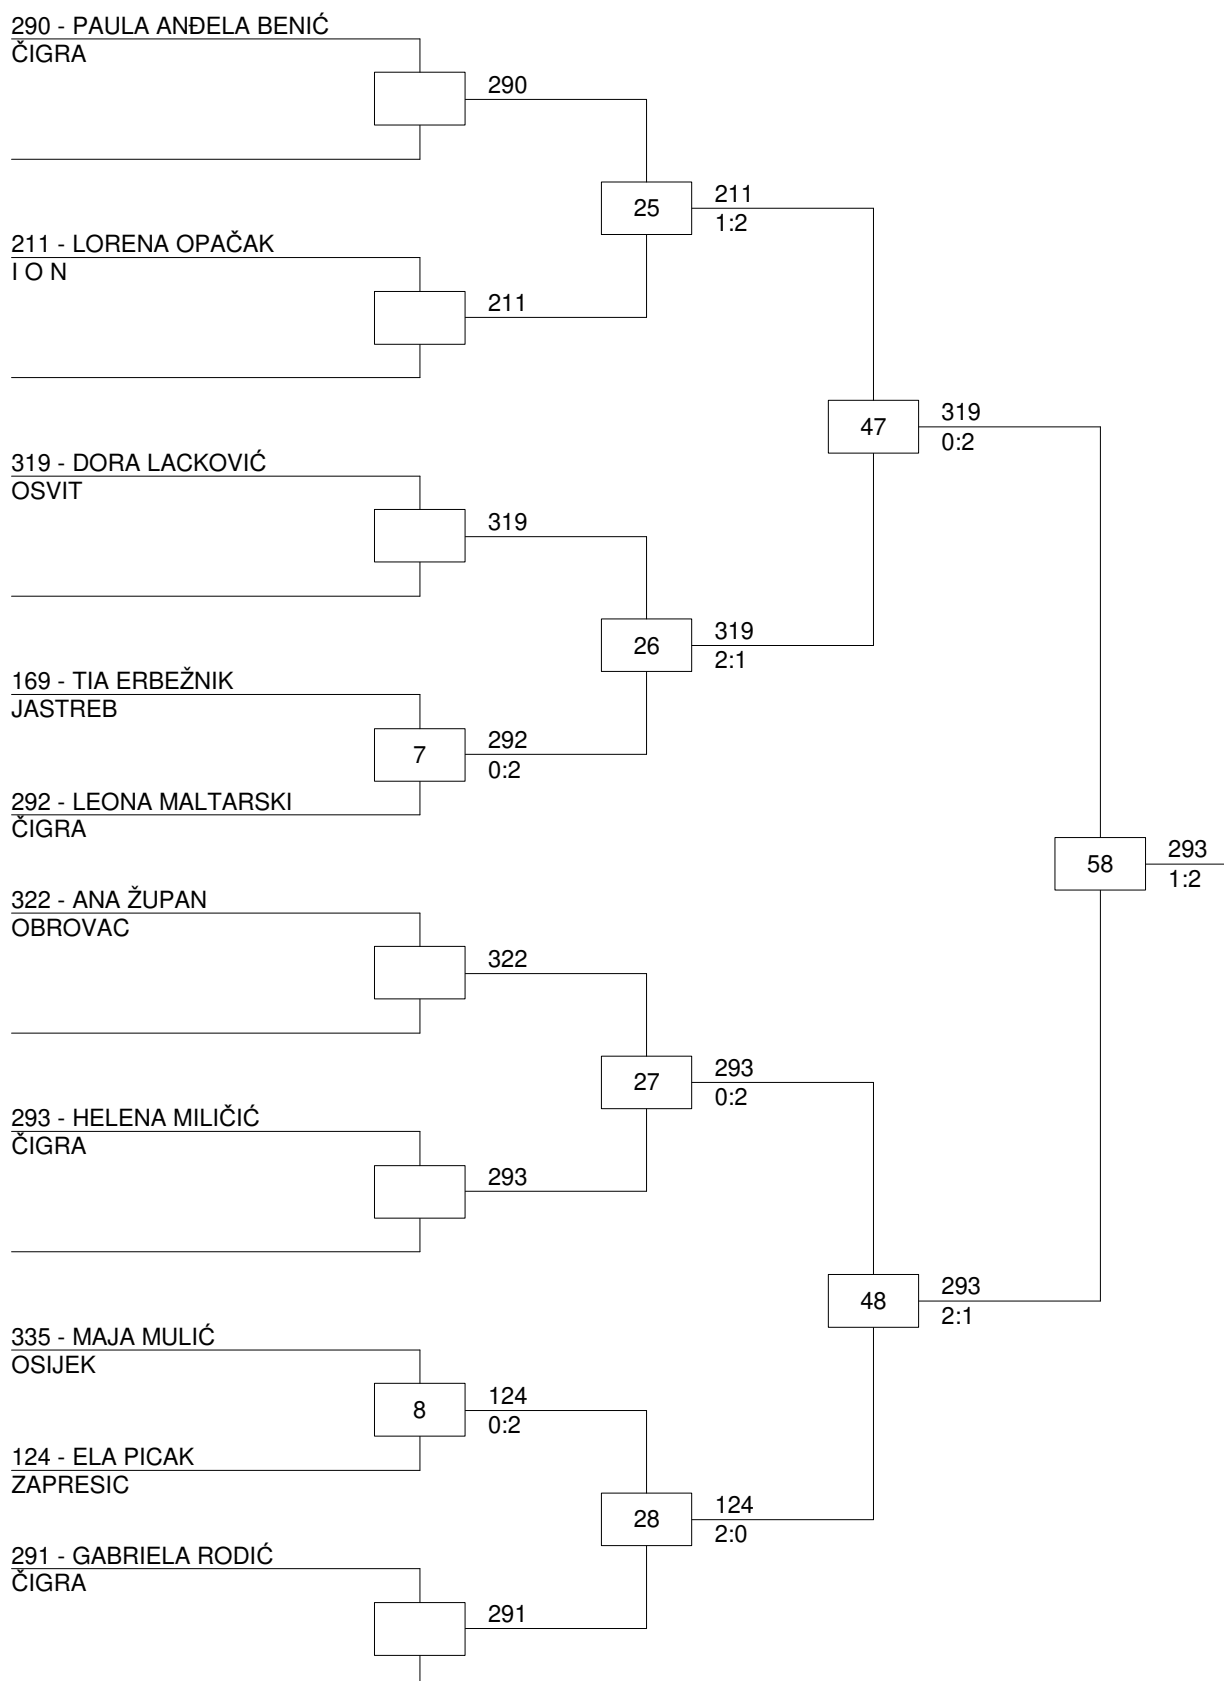 290 - PAULA ANĐELA BENIĆ
ČIGRA
290
25
211
1:2
211 - LORENA OPAČAK
I O N
211
47
319
0:2
319 - DORA LACKOVIĆ
OSVIT
319
26
319
2:1
169 - TIA ERBEŽNIK
JASTREB
7
292
0:2
292 - LEONA MALTARSKI
ČIGRA
58
293
1:2
322 - ANA ŽUPAN
OBROVAC
322
27
293
0:2
293 - HELENA MILIČIĆ
ČIGRA
293
48
293
2:1
335 - MAJA MULIĆ
OSIJEK
8
124
0:2
124 - ELA PICAK
ZAPRESIC
28
124
2:0
291 - GABRIELA RODIĆ
ČIGRA
291